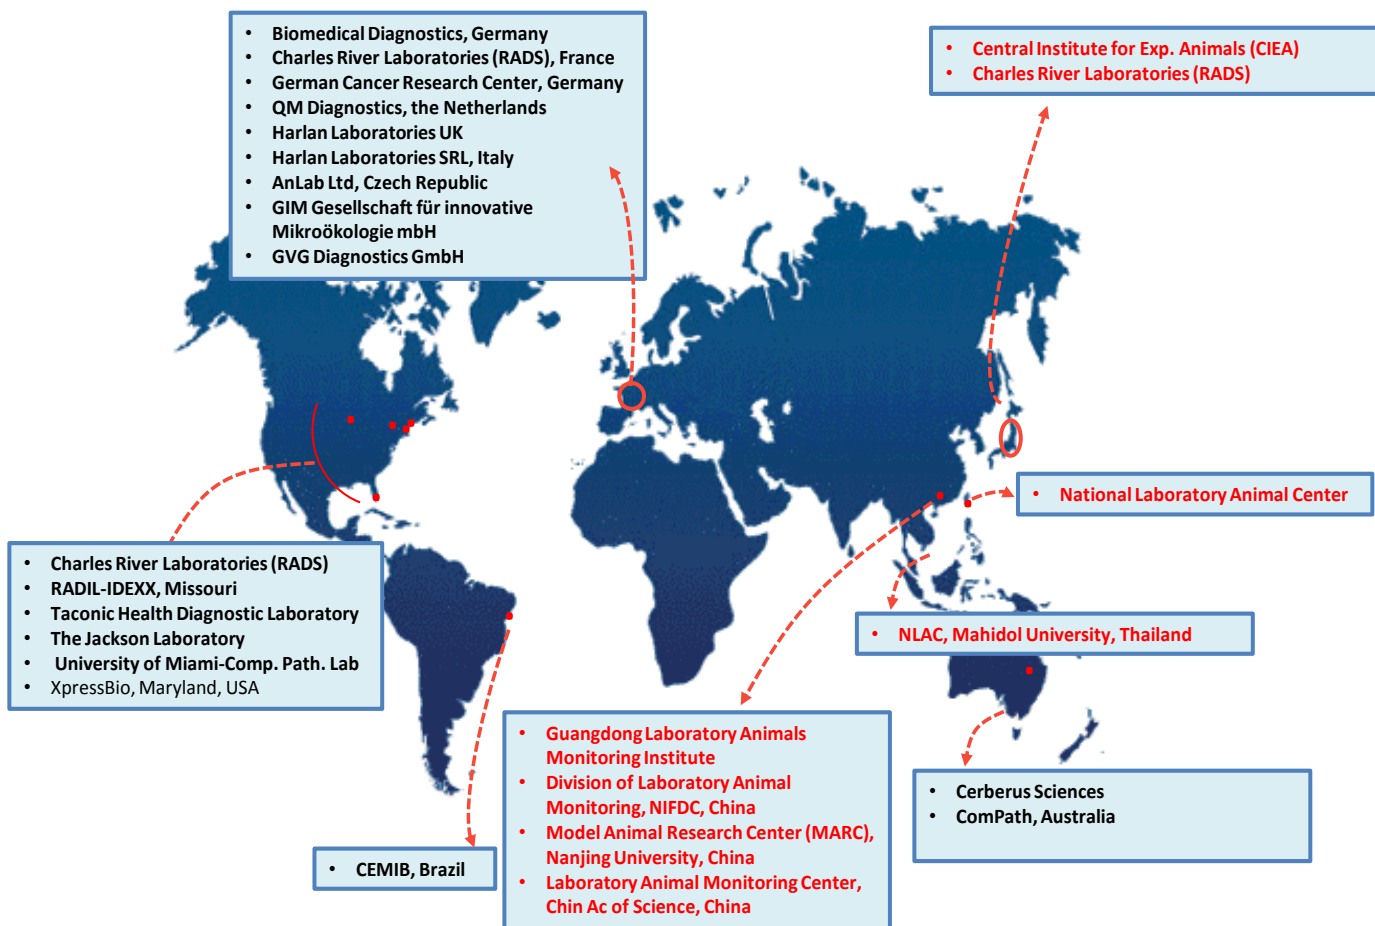 • Biomedical Diagnostics, Germany
• Charles River Laboratories (RADS), France
• German Cancer Research Center, Germany
• QM Diagnostics, the Netherlands
• Harlan Laboratories UK
• Harlan Laboratories SRL, Italy
• AnLab Ltd, Czech Republic
• GIM Gesellschaft für innovative
Mikroökologie mbH
• GVG Diagnostics GmbH
• Central Institute for Exp. Animals (CIEA)
• Charles River Laboratories (RADS)
• National Laboratory Animal Center
• Charles River Laboratories (RADS)
• RADIL-IDEXX, Missouri
• Taconic Health Diagnostic Laboratory
• The Jackson Laboratory
• University of Miami-Comp. Path. Lab
• XpressBio, Maryland, USA
• NLAC, Mahidol University, Thailand
• Guangdong Laboratory Animals
Monitoring Institute
• Division of Laboratory Animal
Monitoring, NIFDC, China
• Model Animal Research Center (MARC),
Nanjing University, China
• Laboratory Animal Monitoring Center,
Chin Ac of Science, China
• Cerberus Sciences
• ComPath, Australia
• CEMIB, Brazil